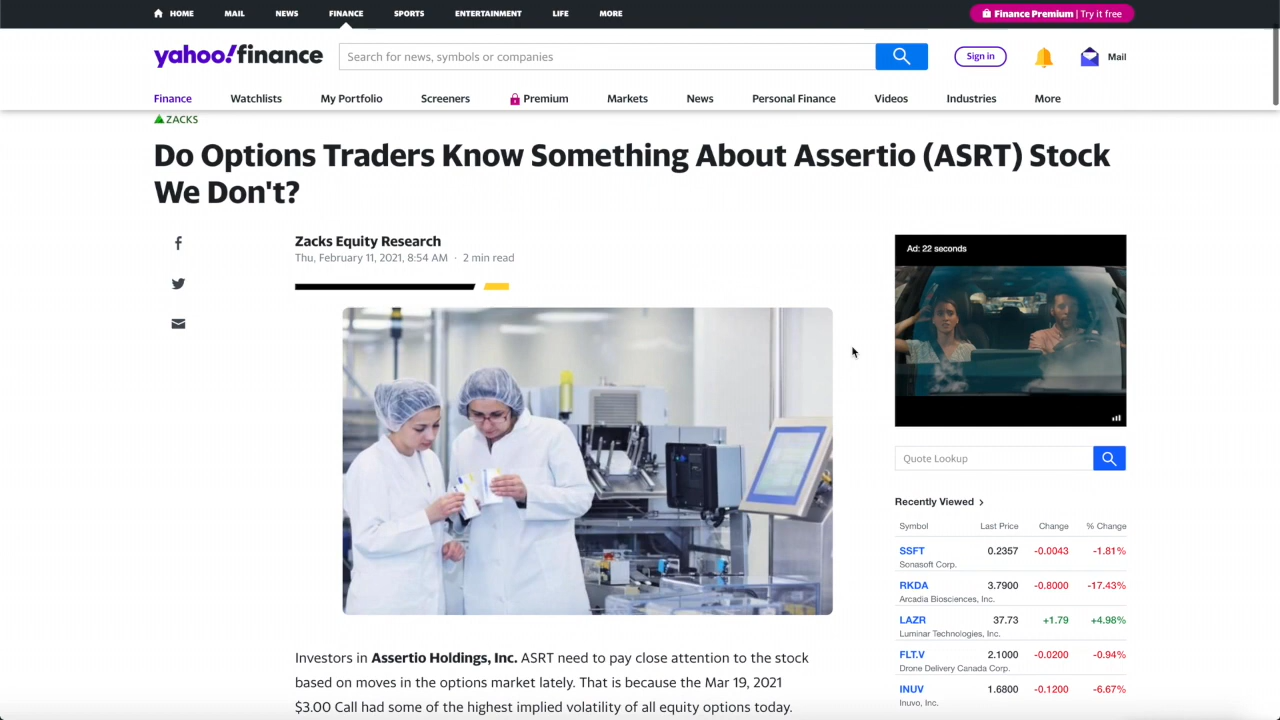 HOME MAIL NEWS FINANCE SPORTS ENTERTAINMENT LIFE MORE Finance Premium | Try it free
yahoo!finance Search for news, symbols or companies Sign in Mail
Finance Watchlists My Portfolio Screeners Premium Markets News Personal Finance Videos Industries More
ZACKS
Do Options Traders Know Something About Assertio (ASRT) Stock
We Don't?
Zacks Equity Research
Thu, February 11, 2021, 8:54 AM · 2 min read
Investors in Assertio Holdings, Inc. ASRT need to pay close attention to the stock
based on moves in the options market lately. That is because the Mar 19, 2021
$3.00 Call had some of the highest implied volatility of all equity options today.
Ad: 22 seconds
Quote Lookup
Recently Viewed
Symbol Last Price Change % Change
SSFT 0.2357 -0.0043 -1.81%
Sonasoft Corp.
RKDA 3.7900 -0.8000 -17.43%
Arcadia Biosciences, Inc.
LAZR 37.73 +1.79 +4.98%
Luminar Technologies, Inc.
FLT.V 2.1000 -0.0200 -0.94%
Drone Delivery Canada Corp.
INUV 1.6800 -0.1200 -6.67%
Inuvo, Inc.